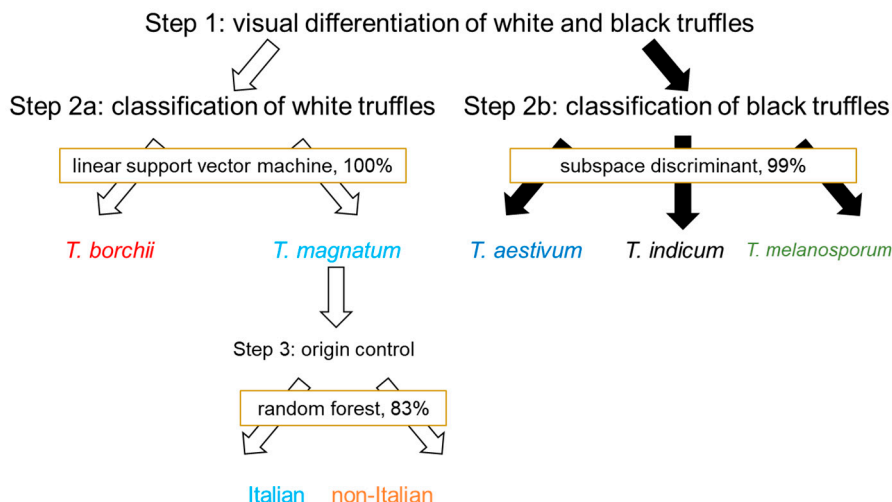 Step 1: visual differentiation of white and black truffles
Step 2a: classification of white truffles
Step 2b: classification of black truffles
linear support vector machine, 100%
subspace discriminant, 99%
T. borchii
T. magnatum
T. aestivum
T. indicum
T. melanosporum
Step 3: origin control
random forest, 83%
Italian
non-Italian